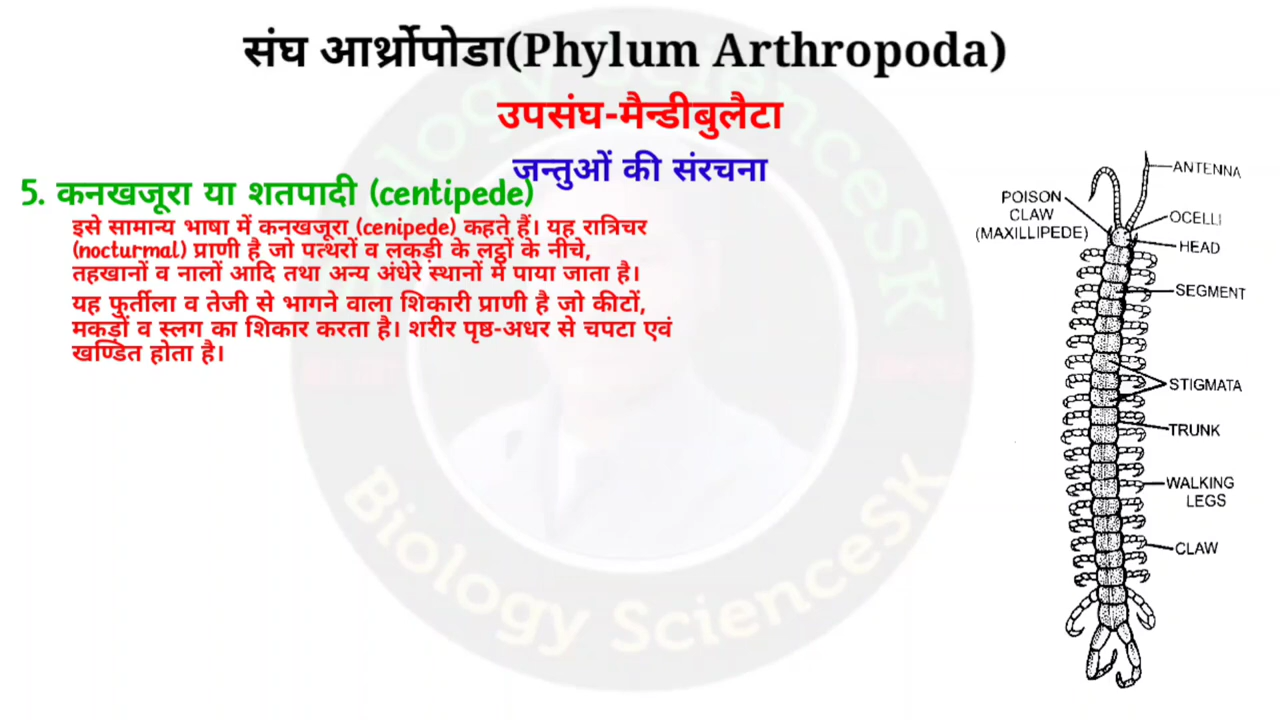 संघ आर्थ्रोपोडा(Phylum Arthropoda)
उपसंघ-मैन्डीबुलैटा
जन्तुओं की संरचना
5. कनखजूरा या शतपादी (centipede)
इसे सामान्य भाषा में कनखजूरा (cenipede) कहते हैं। यह रात्रिचर
(nocturmal) प्राणी है जो पत्थरों व लकड़ी के लट्ठों के नीचे,
तहखानों व नालों आदि तथा अन्य अंधेरे स्थानों में पाया जाता है।
यह फुर्तीला व तेजी से भागने वाला शिकारी प्राणी है जो कीटों,
मकड़ों व स्लग का शिकार करता है। शरीर पृष्ठ-अधर से चपटा एवं
खण्डित होता है।
ANTENNA
POISON
CLAW
(MAXILLIPEDE)
OCELLI
HEAD
SEGMENT
STIGMATA
TRUNK
WALKING
LEGS
CLAW
Biology ScienceSK
Biology ScienceSK